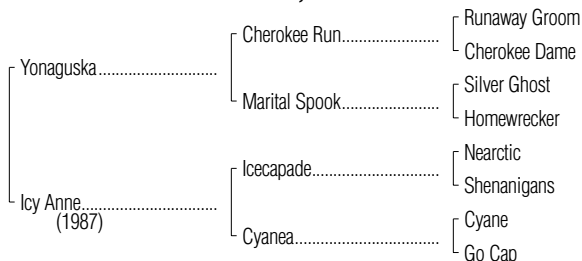 Runaway Groom
Cherokee Run
Cherokee Dame
Yonaguska
Silver Ghost
Marital Spook
Homewrecker
Nearctic
Icecapade
Shenanigans
Icy Anne
(1987)
Cyane
Cyanea
Go Cap